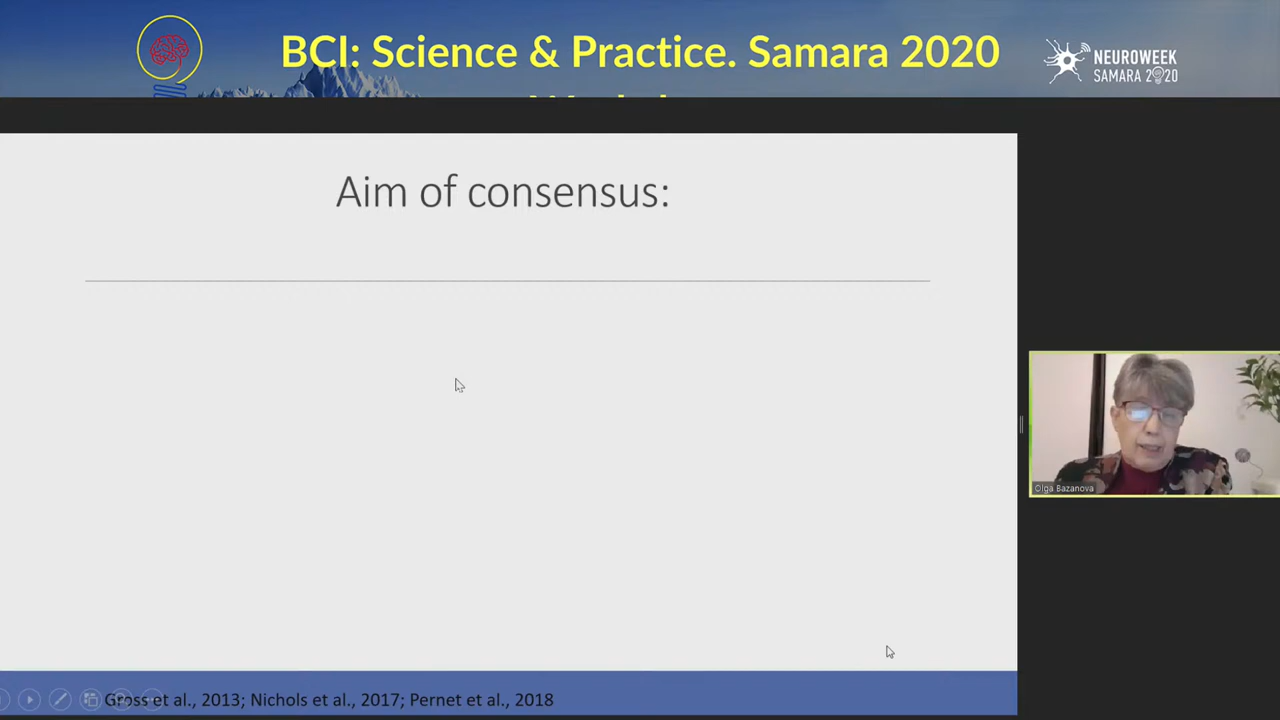 BCI: Science & Practice. Samara 2020
NEUROWEEK
SAMARA 2020
Aim of consensus:
Olga Bazanova
Gross et al., 2013; Nichols et al., 2017; Pernet et al., 2018